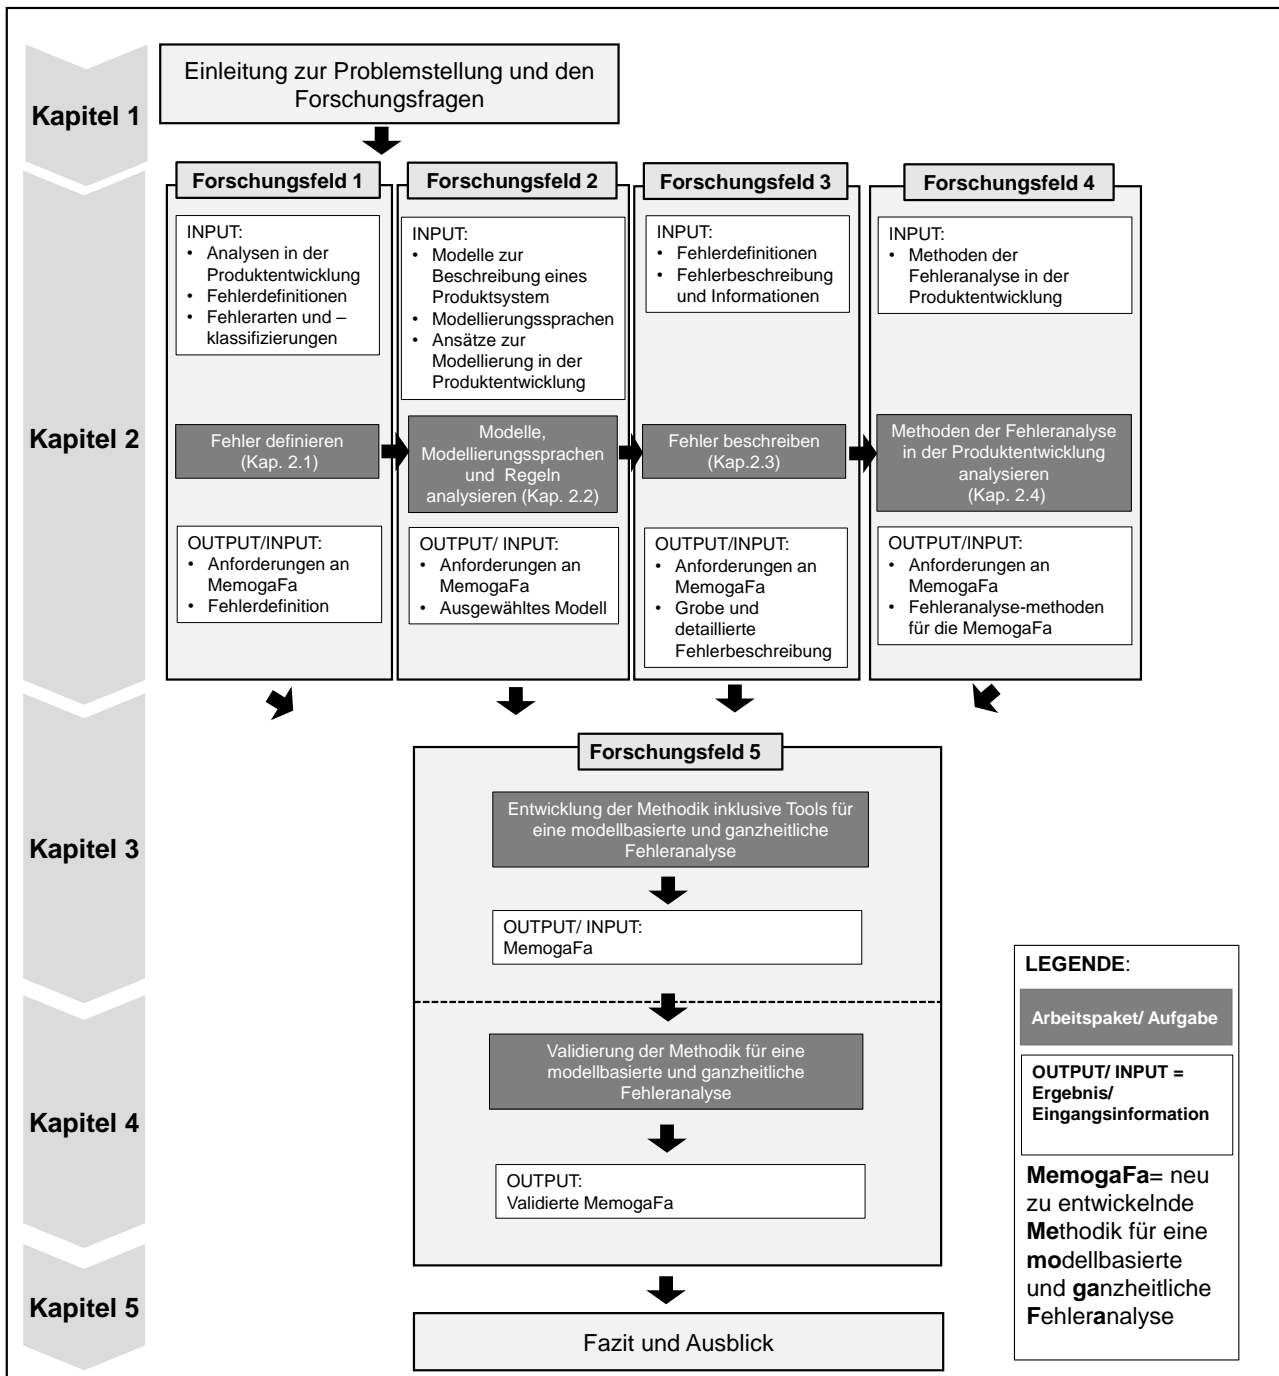 Kapitel 1
Einleitung zur Problemstellung und den
Forschungsfragen
Kapitel 2
Forschungsfeld 1
INPUT:
• Analysen in der
Produktentwicklung
• Fehlerdefinitionen
• Fehlerarten und –
klassifizierungen
Fehler definieren
(Kap. 2.1)
OUTPUT/INPUT:
• Anforderungen an
MemogaFa
• Fehlerdefinition
Forschungsfeld 2
INPUT:
• Modelle zur
Beschreibung eines
Produktsystem
• Modellierungssprachen
• Ansätze zur
Modellierung in der
Produktentwicklung
Modelle,
Modellierungssprachen
und Regeln
analysieren (Kap. 2.2)
OUTPUT/ INPUT:
• Anforderungen an
MemogaFa
• Ausgewähltes Modell
Forschungsfeld 3
INPUT:
• Fehlerdefinitionen
• Fehlerbeschreibung
und Informationen
Fehler beschreiben
(Kap.2.3)
OUTPUT/INPUT:
• Anforderungen an
MemogaFa
• Grobe und
detaillierte
Fehlerbeschreibung
Forschungsfeld 4
INPUT:
• Methoden der
Fehleranalyse in der
Produktentwicklung
Methoden der Fehleranalyse
in der Produktentwicklung
analysieren
(Kap. 2.4)
OUTPUT/INPUT:
• Anforderungen an
MemogaFa
• Fehleranalyse-methoden
für die MemogaFa
Kapitel 3
Forschungsfeld 5
Entwicklung der Methodik inklusive Tools für
eine modellbasierte und ganzheitliche
Fehleranalyse
OUTPUT/ INPUT:
MemogaFa
Kapitel 4
Validierung der Methodik für eine
modellbasierte und ganzheitliche
Fehleranalyse
OUTPUT:
Validierte MemogaFa
Kapitel 5
Fazit und Ausblick
LEGENDE:
Arbeitspaket/ Aufgabe
OUTPUT/ INPUT =
Ergebnis/
Eingangsinformation
MemogaFa= neu
zu entwickelnde
Methodik für eine
modellbasierte
und ganzheitliche
Fehleranalyse